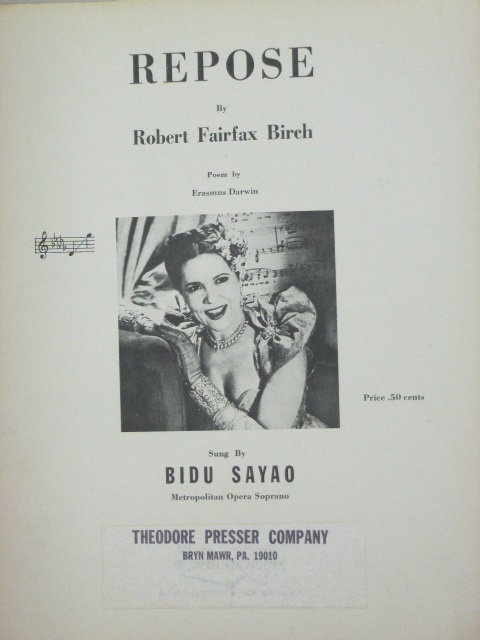 REPOSE
By
Robert Fairfax Birch
Poem by
Erasmus Darwin
Price .50 cents
Sung By
BIDU SAYAO
Metropolitan Opera Soprano
THEODORE PRESSER COMPANY
BRYN MAWR, PA. 19010